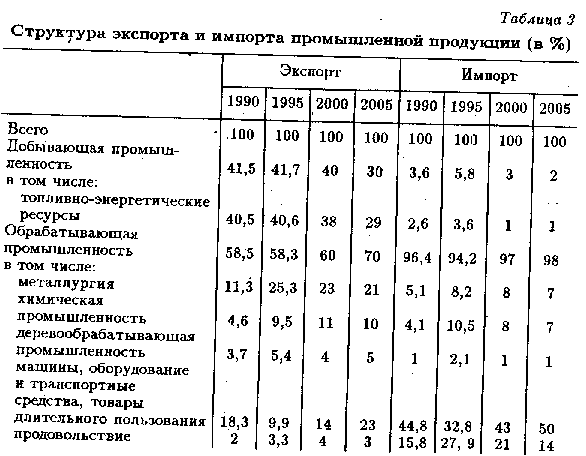 Таблица 3
Структура экспорта и импорта промышленной продукции (в %)
Экспорт Импорт
1990 1995 2000 2005 1990 1995 2000 2005
Всего 100 100 100 100 100 100 100 100
Добывающая промыш-
ленность 41,5 41,7 40 30 3,6 5,8 3 2
в том числе:
топливно-энергетические
ресурсы 40,5 40,6 38 29 2,6 3,6 1 1
Обрабатывающая
промышленность 58,5 58,3 60 70 96,4 94,2 97 98
в том числе:
металлургия 11,3 25,3 23 21 5,1 8,2 8 7
химическая
промышленность 4,6 9,5 11 10 4,1 10,5 8 7
деревообрабатывающая
промышленность 3,7 5,4 4 5 1 2,1 1 1
машины, оборудование
и транспортные
средства, товары
длительного пользования 18,3 9,9 14 23 44,8 32,8 43 50
продовольствие 2 3,3 4 3 15,8 27,9 21 14